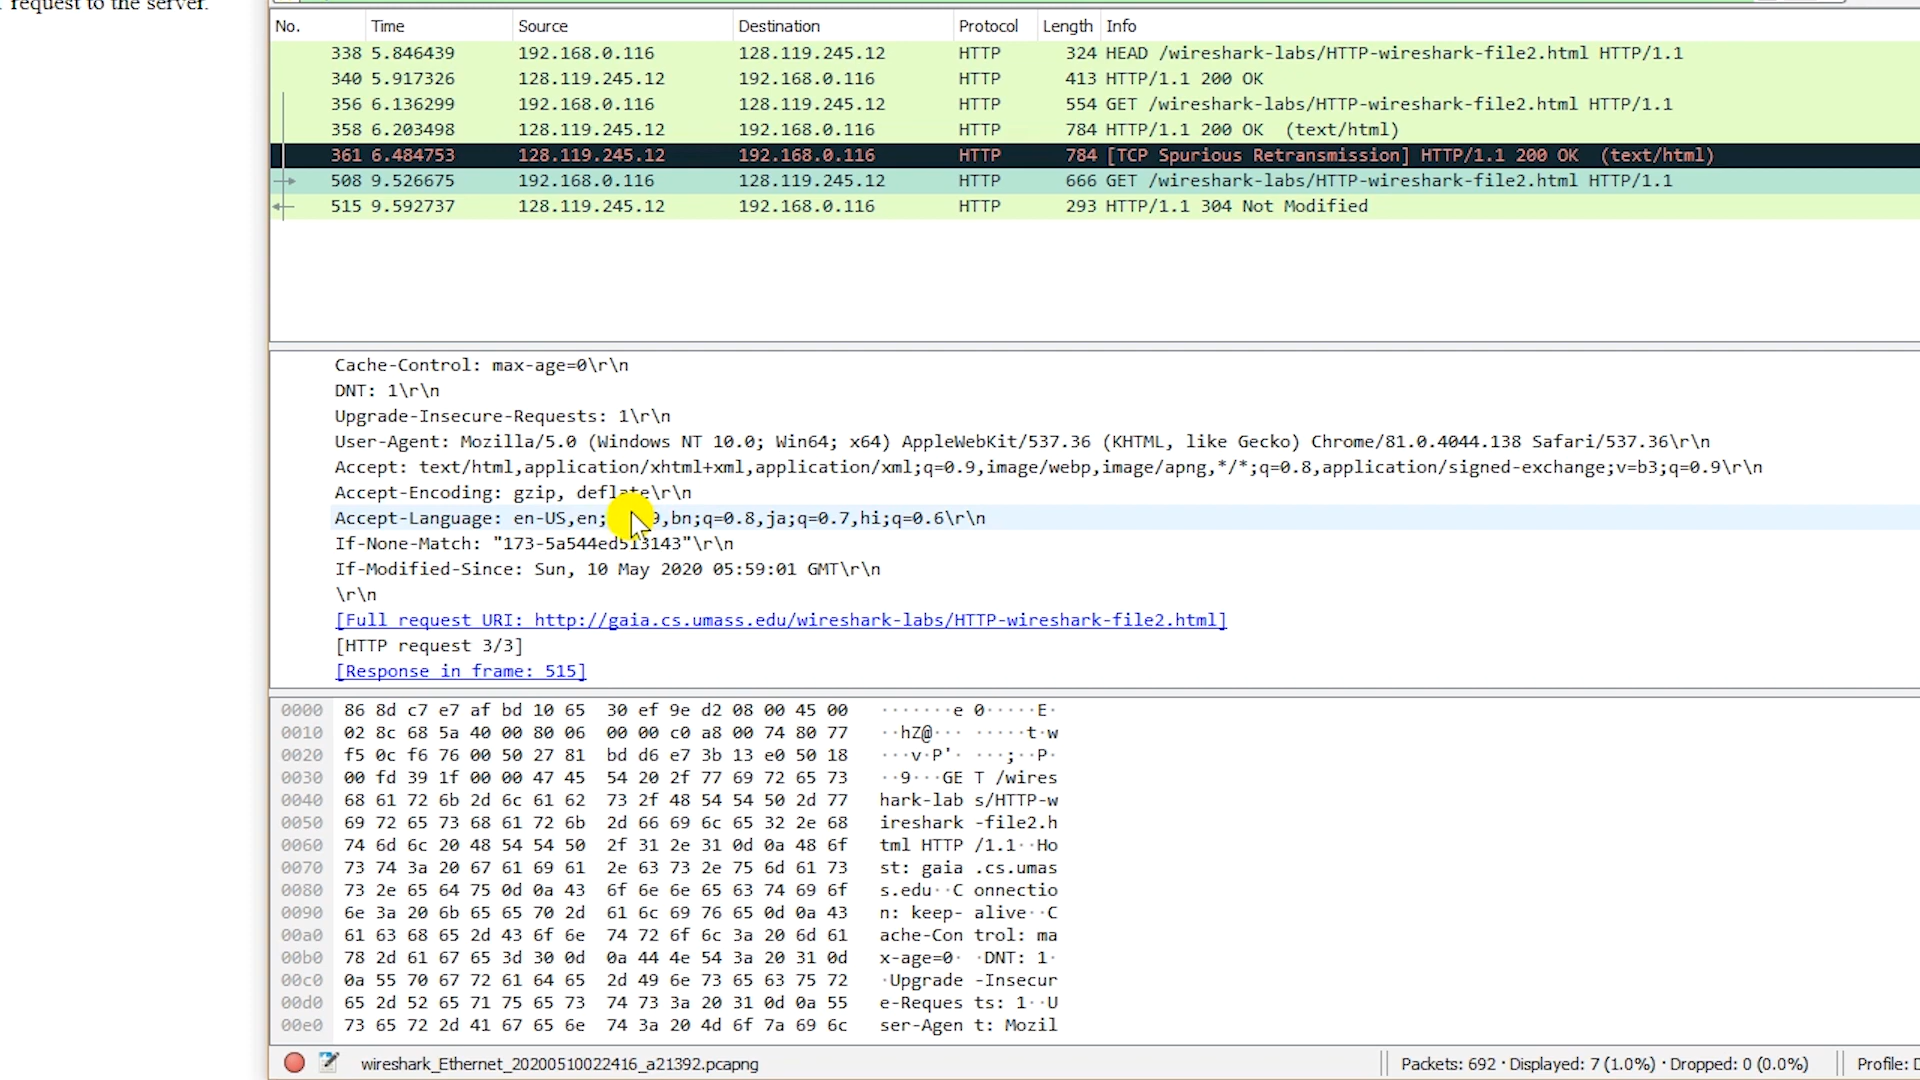 request to the server.
No. Time Source Destination Protocol Length Info
338 5.846439 192.168.0.116 128.119.245.12 HTTP 324 HEAD /wireshark-labs/HTTP-wireshark-file2.html HTTP/1.1
340 5.917326 128.119.245.12 192.168.0.116 HTTP 413 HTTP/1.1 200 OK
356 6.136299 192.168.0.116 128.119.245.12 HTTP 554 GET /wireshark-labs/HTTP-wireshark-file2.html HTTP/1.1
358 6.203498 128.119.245.12 192.168.0.116 HTTP 784 HTTP/1.1 200 OK (text/html)
361 6.484753 128.119.245.12 192.168.0.116 HTTP 784 [TCP Spurious Retransmission] HTTP/1.1 200 OK (text/html)
508 9.526675 192.168.0.116 128.119.245.12 HTTP 666 GET /wireshark-labs/HTTP-wireshark-file2.html HTTP/1.1
515 9.592737 128.119.245.12 192.168.0.116 HTTP 293 HTTP/1.1 304 Not Modified
Cache-Control: max-age=0\r\n
DNT: 1\r\n
Upgrade-Insecure-Requests: 1\r\n
User-Agent: Mozilla/5.0 (Windows NT 10.0; Win64; x64) AppleWebKit/537.36 (KHTML, like Gecko) Chrome/81.0.4044.138 Safari/537.36\r\n
Accept: text/html,application/xhtml+xml,application/xml;q=0.9,image/webp,image/apng,*/*;q=0.8,application/signed-exchange;v=b3;q=0.9\r\n
Accept-Encoding: gzip, deflate\r\n
Accept-Language: en-US,en; 9,bn;q=0.8,ja;q=0.7,hi;q=0.6\r\n
If-None-Match: "173-5a544ed513143"\r\n
If-Modified-Since: Sun, 10 May 2020 05:59:01 GMT\r\n
\r\n
[Full request URI: http://gaia.cs.umass.edu/wireshark-labs/HTTP-wireshark-file2.html]
[HTTP request 3/3]
[Response in frame: 515]
0000 86 8d c7 e7 af bd 10 65 30 ef 9e d2 08 00 45 00 ·······e 0·····E·
0010 02 8c 68 5a 40 00 80 06 00 00 c0 a8 00 74 80 77 ··hZ@··· ·····t·w
0020 f5 0c f6 76 00 50 27 81 bd d6 e7 3b 13 e0 50 18 ···v·P'· ···;··P·
0030 00 fd 39 1f 00 00 47 45 54 20 2f 77 69 72 65 73 ··9···GE T /wires
0040 68 61 72 6b 2d 6c 61 62 73 2f 48 54 54 50 2d 77 hark-lab s/HTTP-w
0050 69 72 65 73 68 61 72 6b 2d 66 69 6c 65 32 2e 68 ireshark -file2.h
0060 74 6d 6c 20 48 54 54 50 2f 31 2e 31 0d 0a 48 6f tml HTTP /1.1··Ho
0070 73 74 3a 20 67 61 69 61 2e 63 73 2e 75 6d 61 73 st: gaia .cs.umas
0080 73 2e 65 64 75 0d 0a 43 6f 6e 6e 65 63 74 69 6f s.edu··C onnectio
0090 6e 3a 20 6b 65 65 70 2d 61 6c 69 76 65 0d 0a 43 n: keep- alive··C
00a0 61 63 68 65 2d 43 6f 6e 74 72 6f 6c 3a 20 6d 61 ache-Con trol: ma
00b0 78 2d 61 67 65 3d 30 0d 0a 44 4e 54 3a 20 31 0d x-age=0· ·DNT: 1·
00c0 0a 55 70 67 72 61 64 65 2d 49 6e 73 65 63 75 72 ·Upgrade -Insecur
00d0 65 2d 52 65 71 75 65 73 74 73 3a 20 31 0d 0a 55 e-Reques ts: 1··U
00e0 73 65 72 2d 41 67 65 6e 74 3a 20 4d 6f 7a 69 6c ser-Agen t: Mozil
wireshark_Ethernet_20200510022416_a21392.pcapng Packets: 692 · Displayed: 7 (1.0%) · Dropped: 0 (0.0%) Profile: